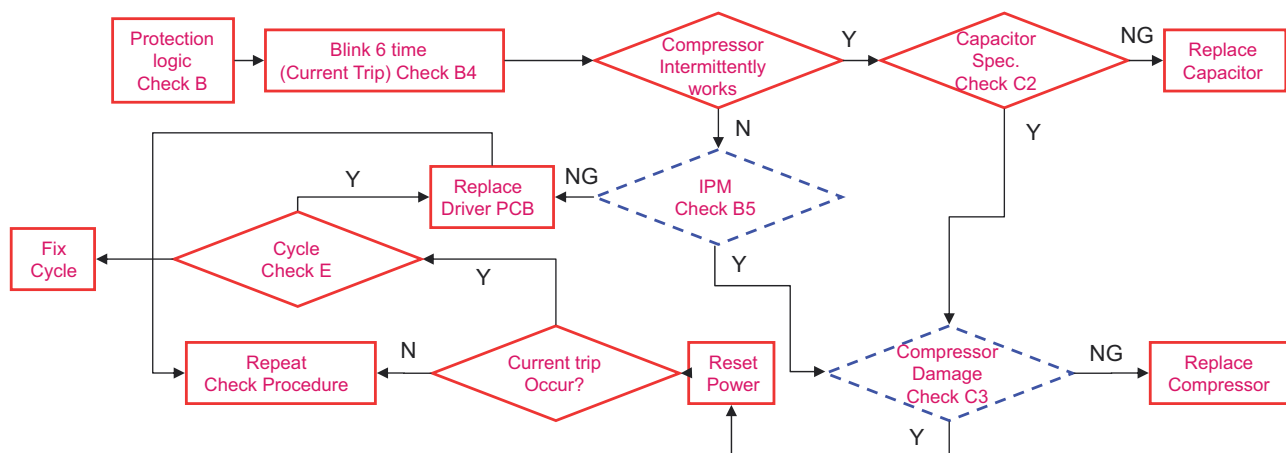 Protection
logic
Check B
Blink 6 time
(Current Trip) Check B4
Compressor
Intermittently
works
Y
Capacitor
Spec.
Check C2
NG
Replace
Capacitor
N
Y
IPM
Check B5
NG
Replace
Driver PCB
Y
Cycle
Check E
Fix
Cycle
Y
Y
Repeat
Check Procedure
N
Current trip
Occur?
Reset
Power
Compressor
Damage
Check C3
NG
Replace
Compressor
Y